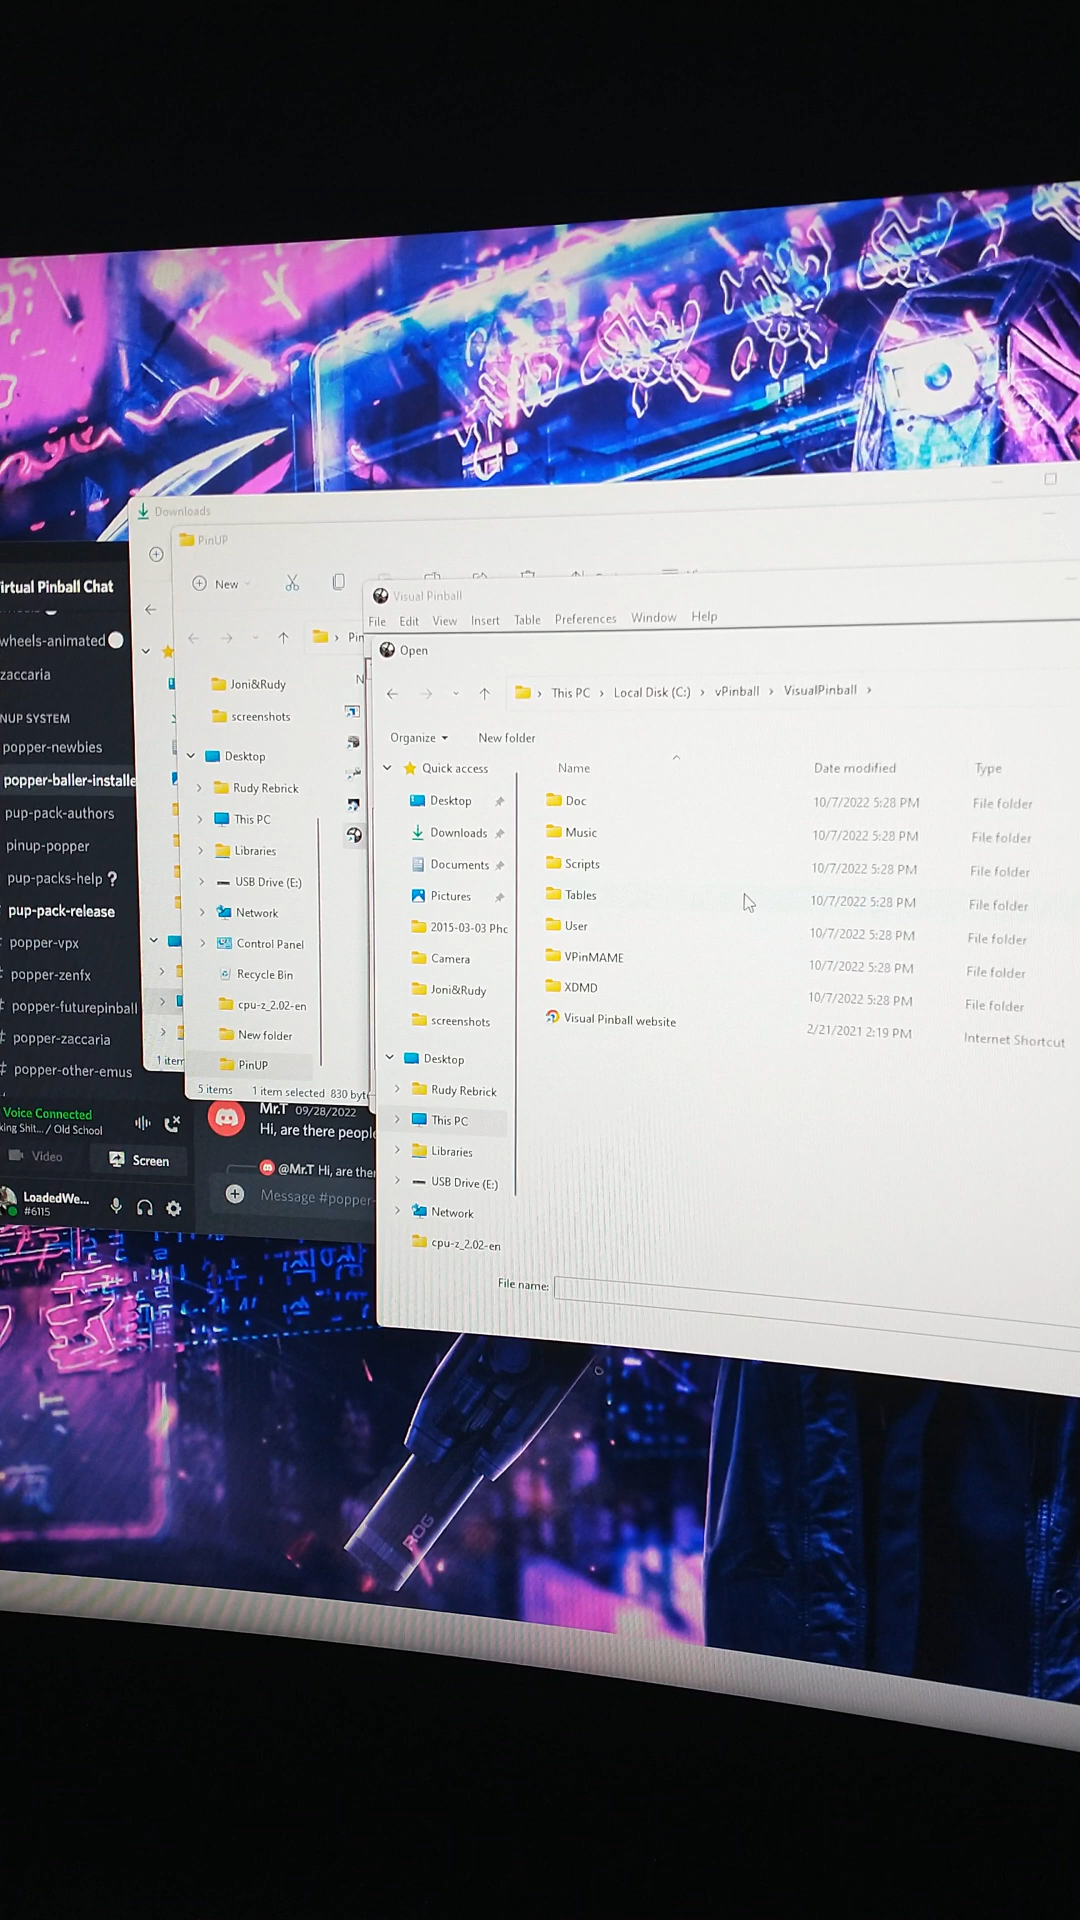 Downloads
PinUP
New
Visual Pinball
File Edit View Insert Table Preferences Window Help
Open
This PC > Local Disk (C:) > vPinball > VisualPinball >
Organize New folder
Name Date modified Type
Quick access
Desktop
Downloads
Documents
Pictures
2015-03-03 Phc
Camera
Joni&Rudy
screenshots
Desktop
Rudy Rebrick
This PC
Libraries
USB Drive (E:)
Network
cpu-z_2.02-en
Doc 10/7/2022 5:28 PM File folder
Music 10/7/2022 5:28 PM File folder
Scripts 10/7/2022 5:28 PM File folder
Tables 10/7/2022 5:28 PM File folder
User 10/7/2022 5:28 PM File folder
VPinMAME 10/7/2022 5:28 PM File folder
XDMD 10/7/2022 5:28 PM File folder
Visual Pinball website 2/21/2021 2:19 PM Internet Shortcut
File name:
Pin
Joni&Rudy
screenshots
Desktop
Rudy Rebrick
This PC
Libraries
USB Drive (E:)
Network
Control Panel
Recycle Bin
cpu-z_2.02-en
New folder
PinUP
5 items 1 item selected 830 byt
1 item
irtual Pinball Chat
wheels-animated
zaccaria
NUP SYSTEM
popper-newbies
popper-baller-installe
pup-pack-authors
pinup-popper
pup-packs-help ?
pup-pack-release
popper-vpx
popper-zenfx
popper-futurepinball
popper-zaccaria
popper-other-emus
Voice Connected
king Shit... / Old School
Video Screen
LoadedWe...
#6115
Mr.T 09/28/2022
Hi, are there people
@Mr.T Hi, are ther
Message #popper-
ROG